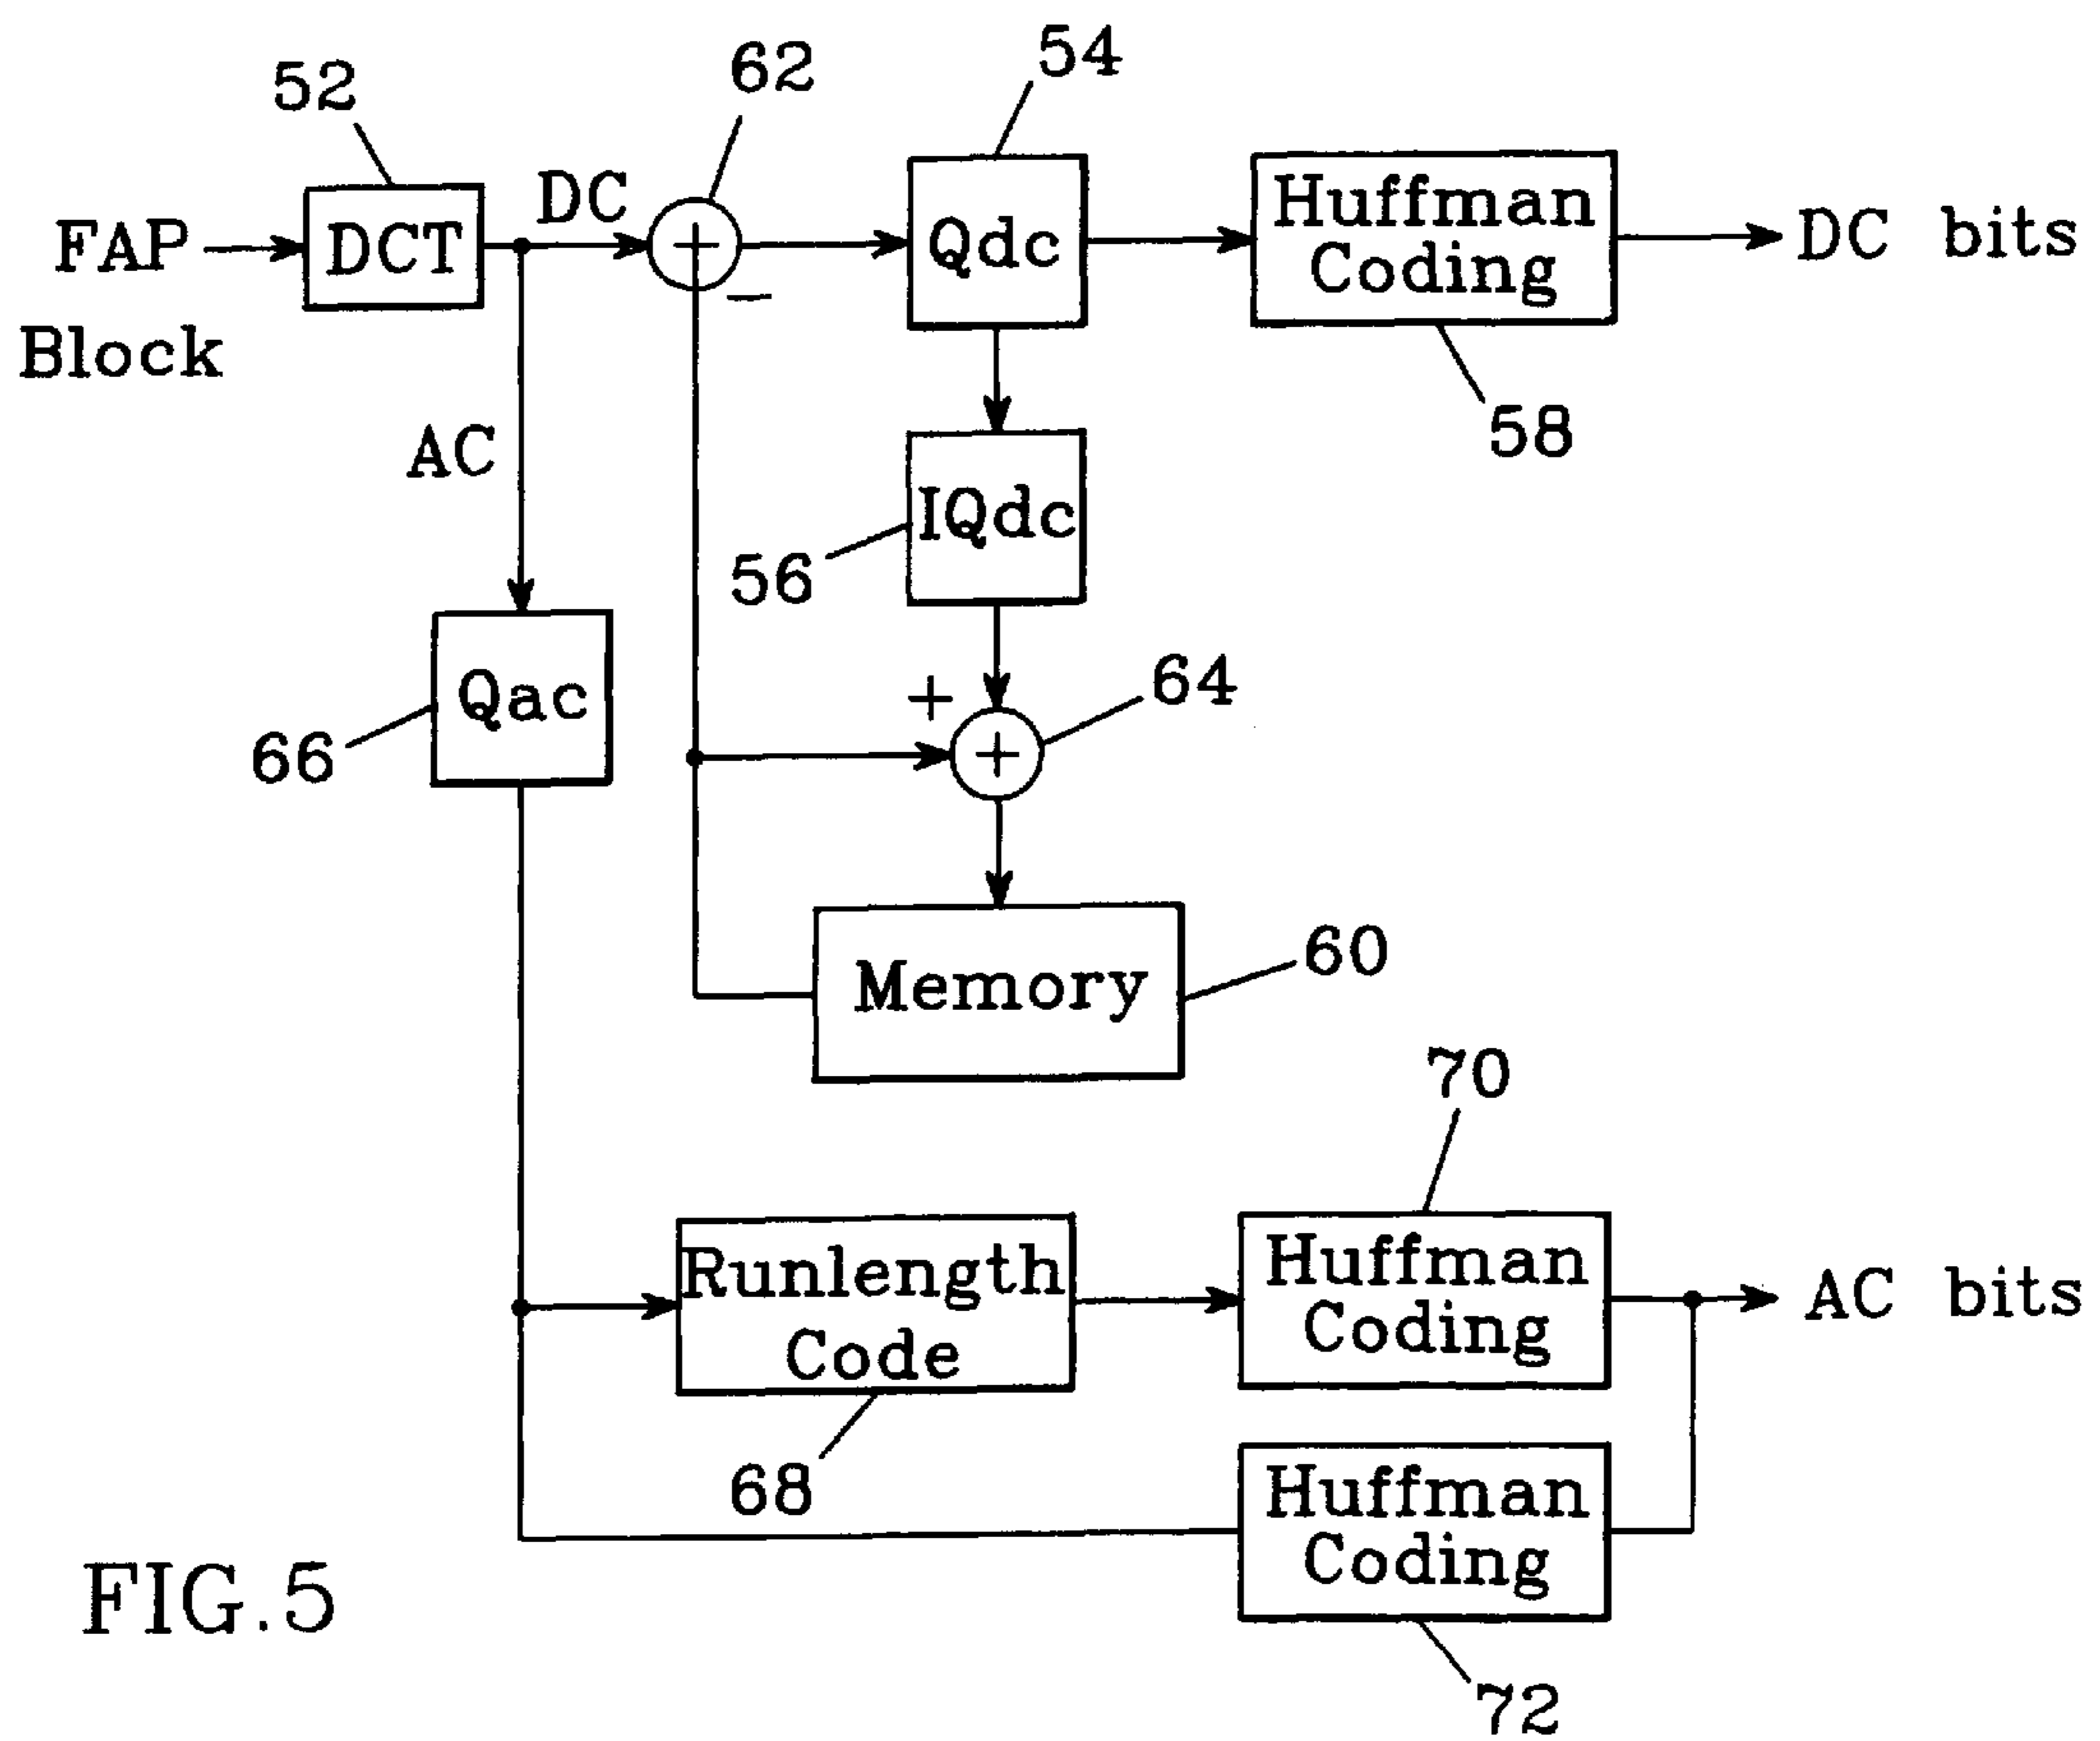 52
62
54
FAP
Block
DCT
DC
+
−
Qdc
Huffman
Coding
DC bits
58
AC
IQdc
56
Qac
66
+
+
64
Memory
60
70
Runlength
Code
68
Huffman
Coding
AC bits
Huffman
Coding
72
FIG.5